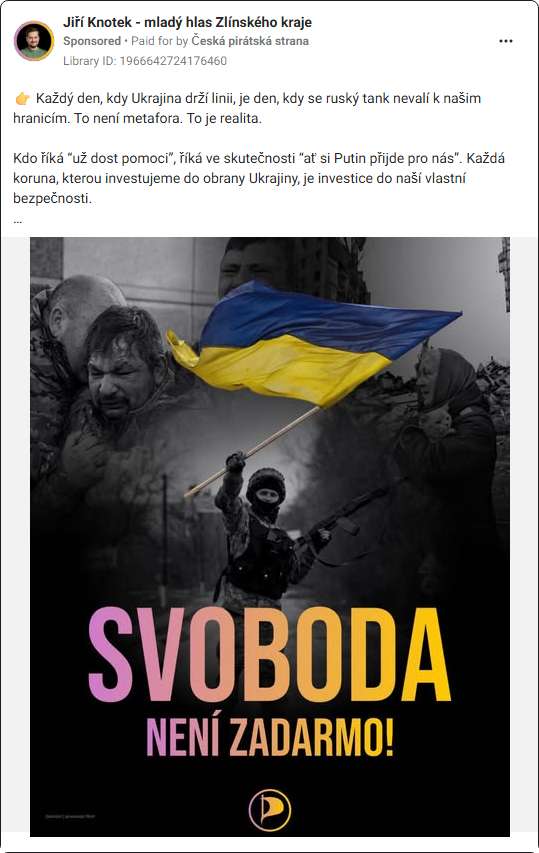 Jiří Knotek - mladý hlas Zlínského kraje
Sponsored • Paid for by Česká pirátská strana
Library ID: 1966642724176460
👉 Každý den, kdy Ukrajina drží linii, je den, kdy se ruský tank nevalí k našim
hranicím. To není metafora. To je realita.
Kdo říká “už dost pomoci”, říká ve skutečnosti “ať si Putin přijde pro nás”. Každá
koruna, kterou investujeme do obrany Ukrajiny, je investice do naší vlastní
bezpečnosti.
...
SVOBODA
NENÍ ZADARMO!